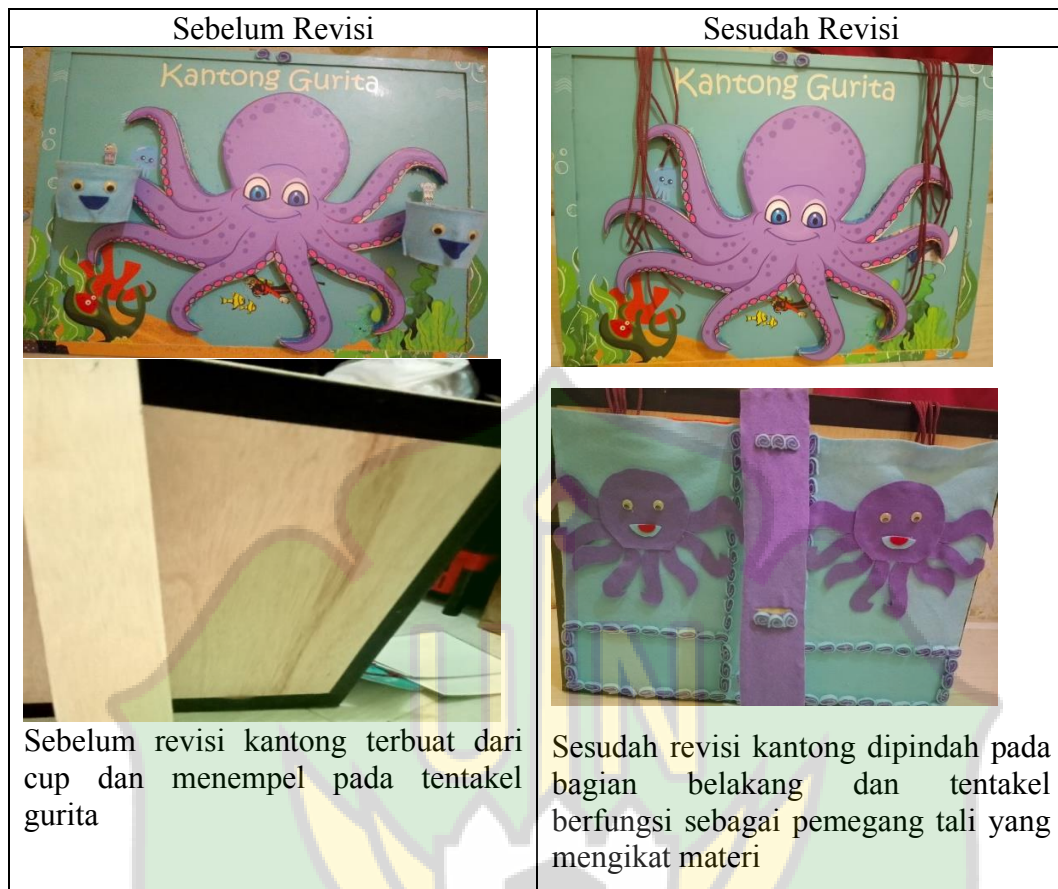 Sebelum Revisi
Sesudah Revisi
Kantong Gurita
Kantong Gurita
UIN
Sebelum revisi kantong terbuat dari
cup dan menempel pada tentakel
gurita
Sesudah revisi kantong dipindah pada
bagian belakang dan tentakel
berfungsi sebagai pemegang tali yang
mengikat materi